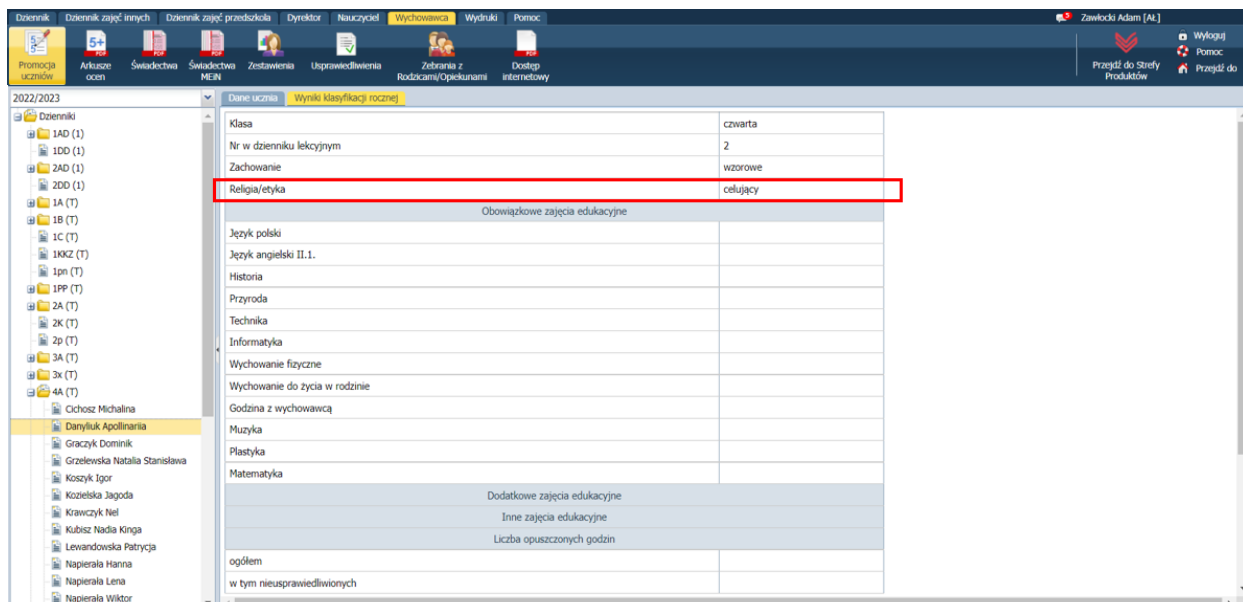 Dziennik Dziennik zajęć innych Dziennik zajęć przedszkola Dyrektor Nauczyciel Wychowawca Wydruki Pomoc 3 Zawłocki Adam [AŁ]
Promocja uczniów
5+ PDF Arkusze ocen
PDF Świadectwa
PDF Świadectwa MEiN
Zestawienia
Usprawiedliwienia
Zebrania z Rodzicami/Opiekunami
PDF Dostęp internetowy
Przejdź do Strefy Produktów
Wyloguj
Pomoc
Przejdź do
2022/2023
Dzienniki
1AD (1)
1DD (1)
2AD (1)
2DD (1)
1A (T)
1B (T)
1C (T)
1KKZ (T)
1pn (T)
1PP (T)
2A (T)
2K (T)
2p (T)
3A (T)
3x (T)
4A (T)
Cichosz Michalina
Danyliuk Apollinariia
Graczyk Dominik
Grzelewska Natalia Stanisława
Koszyk Igor
Kozielska Jagoda
Krawczyk Nel
Kubisz Nadia Kinga
Lewandowska Patrycja
Napierała Hanna
Napierała Lena
Napierała Wiktor
Dane ucznia Wyniki klasyfikacji rocznej
Klasa czwarta
Nr w dzienniku lekcyjnym 2
Zachowanie wzorowe
Religia/etyka celujący
Obowiązkowe zajęcia edukacyjne
Język polski
Język angielski II.1.
Historia
Przyroda
Technika
Informatyka
Wychowanie fizyczne
Wychowanie do życia w rodzinie
Godzina z wychowawcą
Muzyka
Plastyka
Matematyka
Dodatkowe zajęcia edukacyjne
Inne zajęcia edukacyjne
Liczba opuszczonych godzin
ogółem
w tym nieusprawiedliwionych